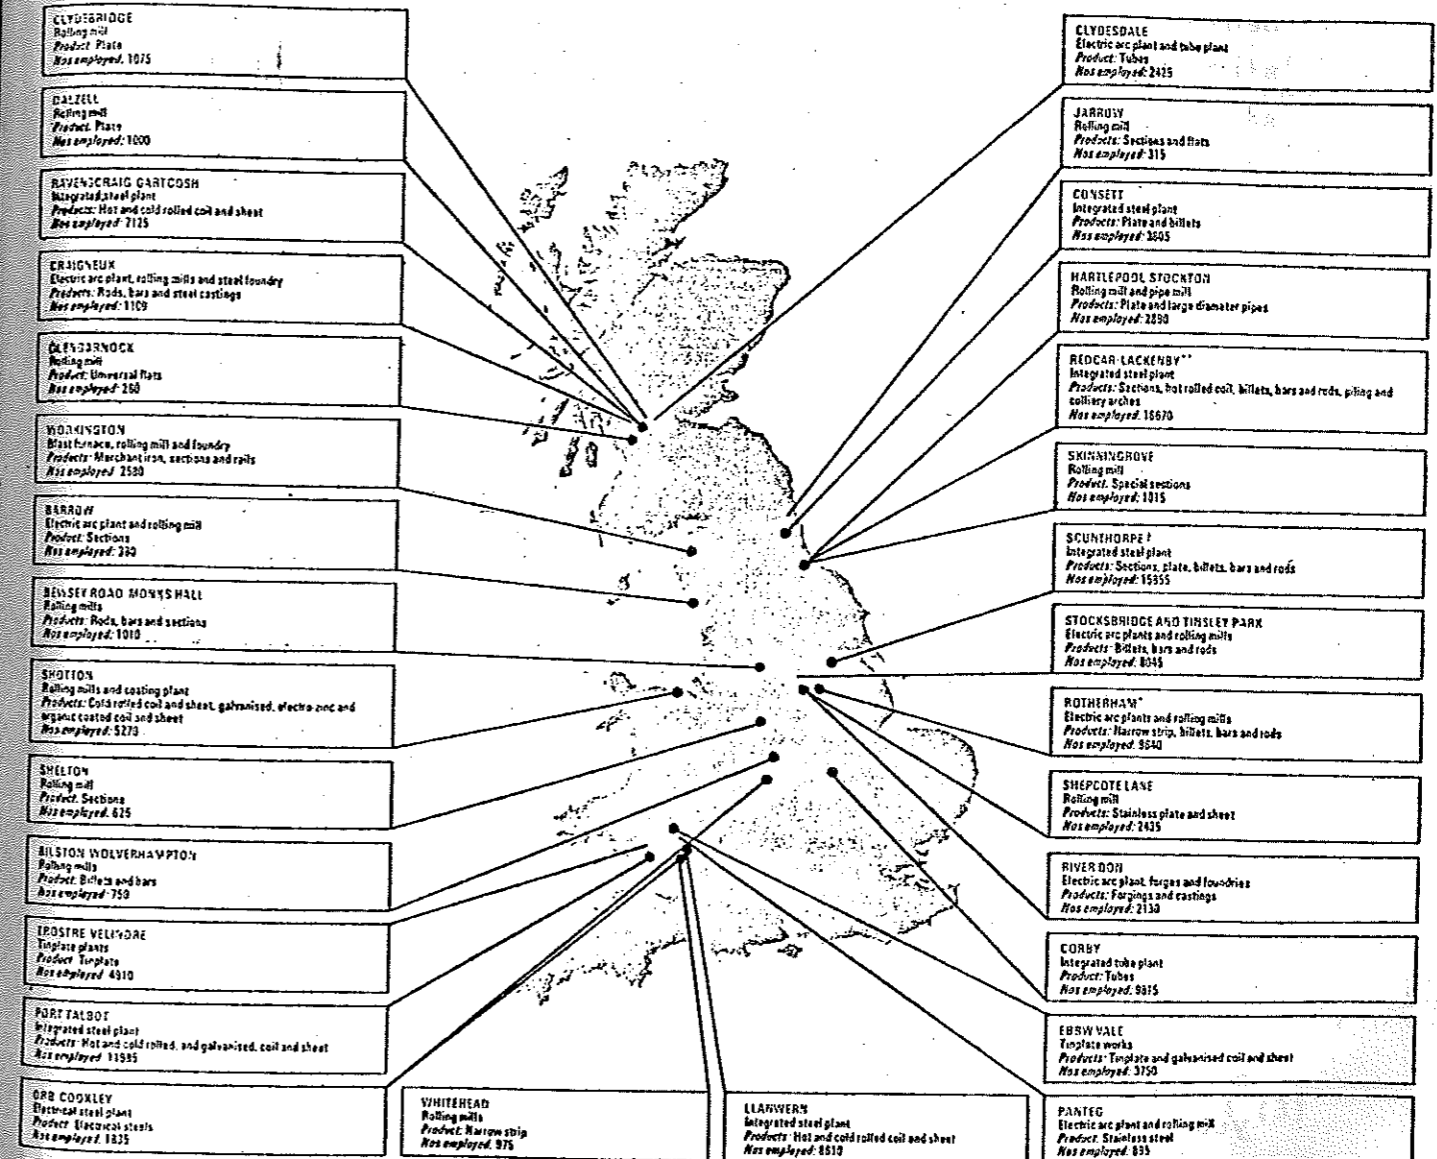 CLYDEBRIDGE
Rolling mill
Product: Plate
Nos employed: 1075
DALZELL
Rolling mill
Product: Plate
Nos employed: 1000
RAVENSCRAIG GARTCOSH
Integrated steel plant
Products: Hot and cold rolled coil and sheet
Nos employed: 7125
CRAIGNEUK
Electric arc plant, rolling mills and steel foundry
Products: Rods, bars and steel castings
Nos employed: 1109
GLENGARNOCK
Rolling mill
Product: Universal flats
Nos employed: 260
WORKINGTON
Blast furnace, rolling mill and foundry
Products: Merchant iron, sections and rails
Nos employed: 2580
BARROW
Electric arc plant and rolling mill
Product: Sections
Nos employed:
BEWSEY ROAD MONKS HALL
Rolling mills
Products: Rods, bars and sections
Nos employed: 1010
SHOTTON
Rolling mills and coating plant
Products: Cold rolled coil and sheet, galvanised, electro-zinc and
organic coated coil and sheet
Nos employed: 5270
SHELTON
Rolling mill
Product: Sections
Nos employed: 625
BILSTON WOLVERHAMPTON
Rolling mills
Product: Billets and bars
Nos employed: 750
TROSTRE VELINDRE
Tinplate plants
Product: Tinplate
Nos employed: 4910
PORT TALBOT
Integrated steel plant
Products: Hot and cold rolled, and galvanised, coil and sheet
Nos employed:
ORB COOKLEY
Electrical steel plant
Product: Electrical steels
Nos employed: 1835
WHITEHEAD
Rolling mills
Product: Narrow strip
Nos employed: 975
LLANWERN
Integrated steel plant
Products: Hot and cold rolled coil and sheet
Nos employed: 8510
CLYDESDALE
Electric arc plant and tube plant
Product: Tubes
Nos employed: 2425
JARROW
Rolling mill
Products: Sections and flats
Nos employed: 315
CONSETT
Integrated steel plant
Products: Plate and billets
Nos employed:
HARTLEPOOL STOCKTON
Rolling mill and pipe mill
Products: Plate and large diameter pipes
Nos employed: 2890
REDCAR-LACKENBY**
Integrated steel plant
Products: Sections, hot rolled coil, billets, bars and rods, piling and
colliery arches
Nos employed: 16670
SKINNINGROVE
Rolling mill
Product: Special sections
Nos employed: 1015
SCUNTHORPE‡
Integrated steel plant
Products: Sections, plate, billets, bars and rods
Nos employed: 15355
STOCKSBRIDGE AND TINSLEY PARK
Electric arc plants and rolling mills
Products: Billets, bars and rods
Nos employed: 8045
ROTHERHAM*
Electric arc plants and rolling mills
Products: Narrow strip, billets, bars and rods
Nos employed: 9640
SHEPCOTE LANE
Rolling mill
Products: Stainless plate and sheet
Nos employed: 2435
RIVER DON
Electric arc plant, forges and foundries
Products: Forgings and castings
Nos employed: 2130
CORBY
Integrated tube plant
Product: Tubes
Nos employed: 9875
EBBW VALE
Tinplate works
Products: Tinplate and galvanised coil and sheet
Nos employed: 3750
PANTEG
Electric arc plant and rolling mill
Product: Stainless steel
Nos employed: 895